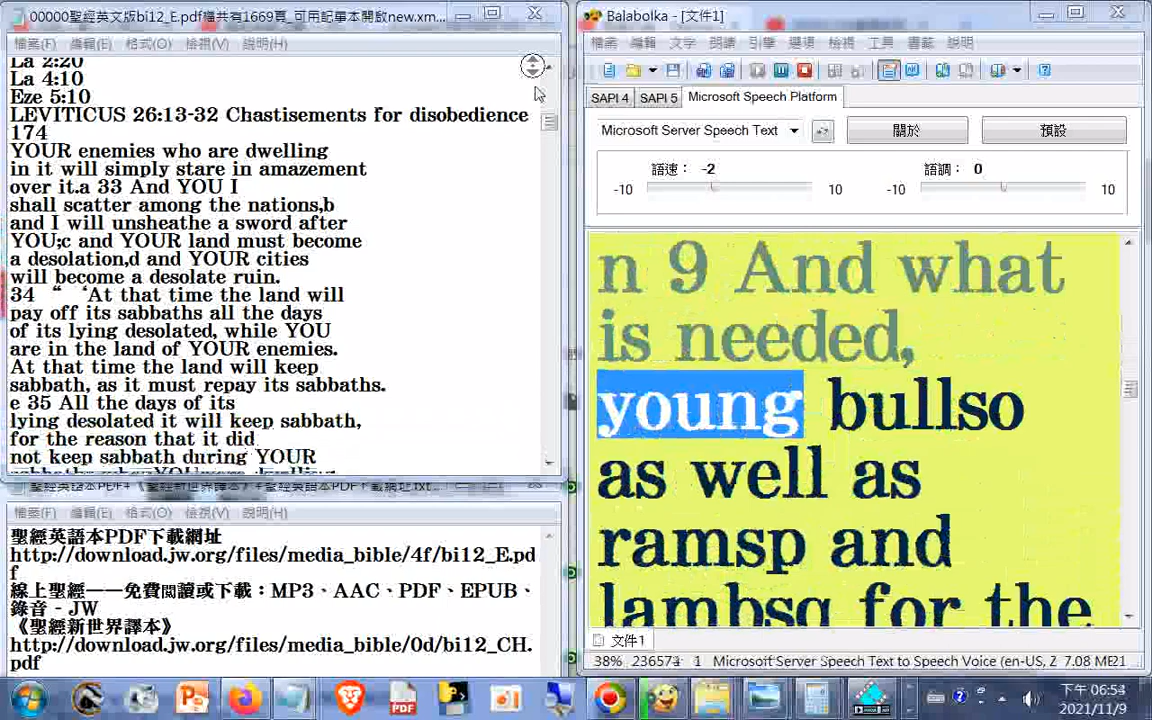 00000聖經英文版bi12_E.pdf檔共有1669頁_可用記事本開啟new.xm...
檔案(F) 編輯(E) 格式(O) 檢視(V) 說明(H)
La 2:20
La 4:10
Eze 5:10
LEVITICUS 26:13-32 Chastisements for disobedience
174
YOUR enemies who are dwelling
in it will simply stare in amazement
over it.a 33 And YOU I
shall scatter among the nations,b
and I will unsheathe a sword after
YOU;c and YOUR land must become
a desolation,d and YOUR cities
will become a desolate ruin.
34 “ ‘At that time the land will
pay off its sabbaths all the days
of its lying desolated, while YOU
are in the land of YOUR enemies.
At that time the land will keep
sabbath, as it must repay its sabbaths.
e 35 All the days of its
lying desolated it will keep sabbath,
for the reason that it did
not keep sabbath during YOUR
檔案(F) 編輯(E) 格式(O) 檢視(V) 說明(H)
聖經英語本PDF下載網址
http://download.jw.org/files/media_bible/4f/bi12_E.pd
f
線上聖經──免費閱讀或下載：MP3、AAC、PDF、EPUB、
錄音 - JW
《聖經新世界譯本》
http://download.jw.org/files/media_bible/0d/bi12_CH.
pdf
Balabolka - [文件1]
檔案 編輯 文字 朗讀 引擎 選項 檢視 工具 書籤 說明
SAPI 4 SAPI 5 Microsoft Speech Platform
Microsoft Server Speech Text 關於 預設
語速： -2 語調： 0
-10 10 -10 10
n 9 And what
is needed,
young bullso
as well as
ramsp and
lambsq for the
文件1
38% 1 Microsoft Server Speech Text to Speech Voice (en-US, Z 7.08 ME21
PDF
下午 06:54
2021/11/9